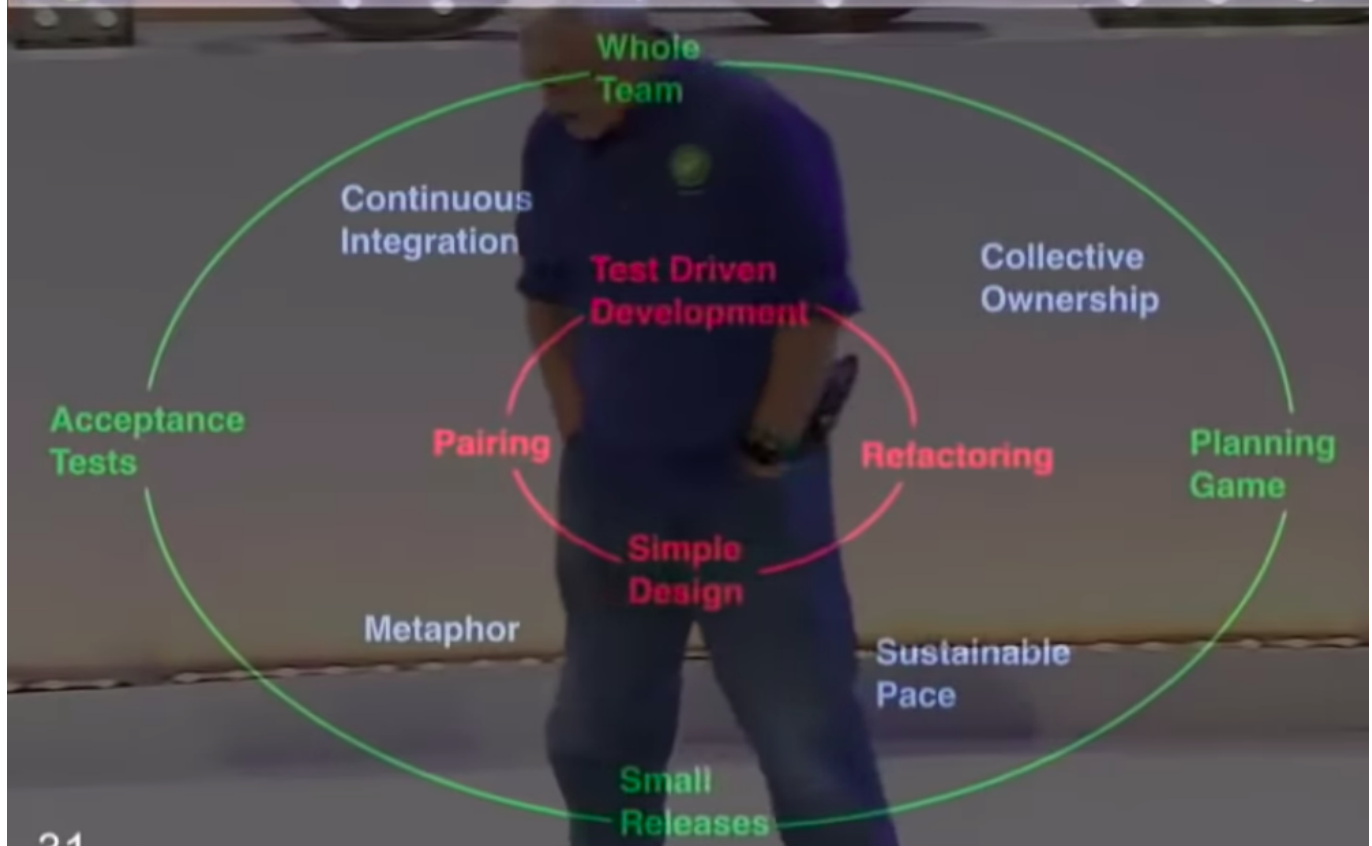 Whole
Team
Continuous
Integration
Test Driven
Development
Collective
Ownership
Acceptance
Tests
Pairing
Refactoring
Planning
Game
Simple
Design
Metaphor
Sustainable
Pace
Small
Releases